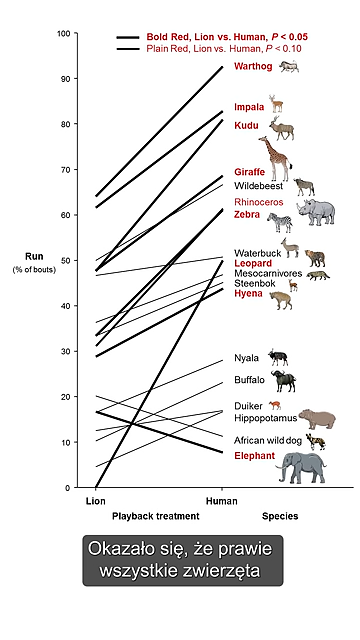 Bold Red, Lion vs. Human, P < 0.05
Plain Red, Lion vs. Human, P < 0.10
100
90
80
70
60
50
40
30
20
10
0
Run
(% of bouts)
Warthog
Impala
Kudu
Giraffe
Wildebeest
Rhinoceros
Zebra
Waterbuck
Leopard
Mesocarnivores
Steenbok
Hyena
Nyala
Buffalo
Duiker
Hippopotamus
African wild dog
Elephant
Lion
Human
Playback treatment
Species
Okazało się, że prawie
wszystkie zwierzęta